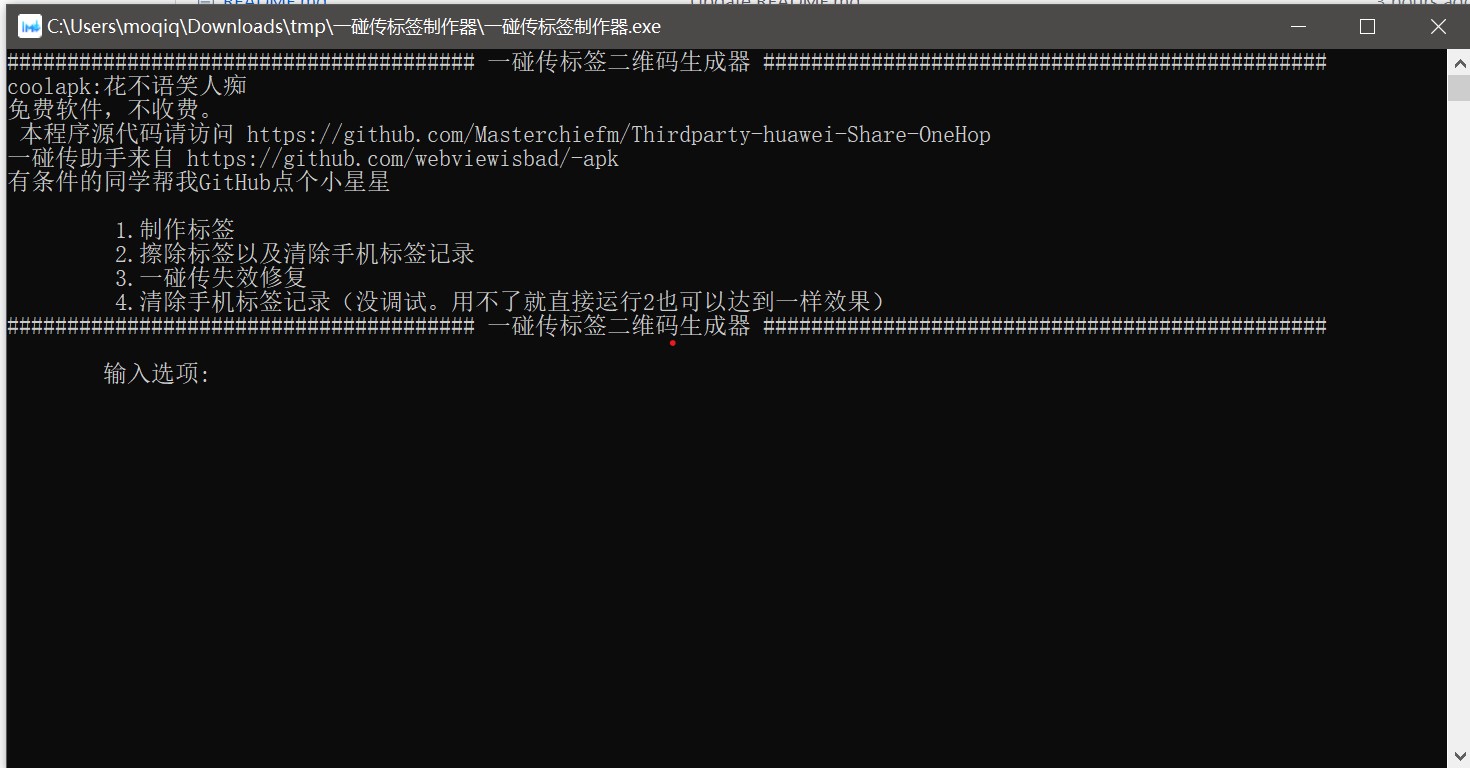 README.md Update README.md 3 hours ago
C:\Users\moqiq\Downloads\tmp\一碰传标签制作器\一碰传标签制作器.exe
####################################### 一碰传标签二维码生成器 ###############################################
coolapk:花不语笑人痴
免费软件，不收费。
本程序源代码请访问 https://github.com/Masterchiefm/Thirdparty-huawei-Share-OneHop
一碰传助手来自 https://github.com/webviewisbad/-apk
有条件的同学帮我GitHub点个小星星
1.制作标签
2.擦除标签以及清除手机标签记录
3.一碰传失效修复
4.清除手机标签记录（没调试。用不了就直接运行2也可以达到一样效果）
####################################### 一碰传标签二维码生成器 ###############################################
输入选项: